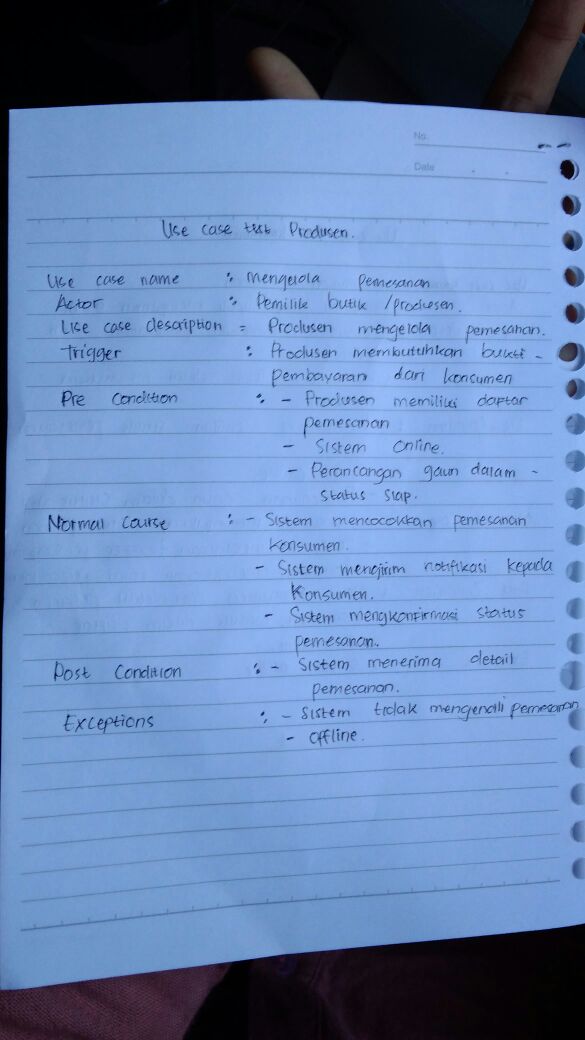 No.
Date
Use case text Produsen.
Use case name : mengelola pemesanan
Actor : Pemilik butik / produsen.
Use case description = Produsen mengelola pemesanan.
Trigger : Produsen membutuhkan bukti -
pembayaran dari konsumen
Pre Condition : - Produsen memiliki daftar
pemesanan
- Sistem Online.
- Perancangan gaun dalam -
status siap.
Normal Course : - Sistem mencocokkan pemesanan
konsumen.
- Sistem mengirim notifikasi kepada
Konsumen.
- Sistem mengkonfirmasi status
pemesanan.
Post Condition : - Sistem menerima detail
pemesanan.
Exceptions : - Sistem tidak mengenali pemesanan
- Offline.